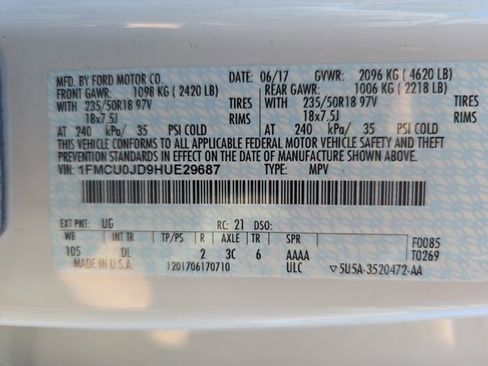 MFD. BY FORD MOTOR CO. DATE: 06/17 GVWR: 2096 KG ( 4620 LB)
FRONT GAWR: 1098 KG ( 2420 LB) REAR GAWR: 1006 KG ( 2218 LB)
WITH 235/50R18 97V TIRES WITH 235/50R18 97V TIRES
18x7.5J RIMS 18x7.5J RIMS
AT 240 kPa/ 35 PSI COLD AT 240 kPa/ 35 PSI COLD
THIS VEHICLE CONFORMS TO ALL APPLICABLE FEDERAL MOTOR VEHICLE SAFETY
AND THEFT PREVENTION STANDARDS IN EFFECT ON THE DATE OF MANUFACTURE SHOWN ABOVE.
VIN: 1FMCU0JD9HUE29687 TYPE: MPV
EXT PNT: UG RC: 21 DSO:
WB INT TR TP/PS R AXLE TR SPR F0085
105 DL 2 3C 6 AAAA T0269
MADE IN U.S.A. 1201706170710 ULC ▽5U5A-3520472-AA